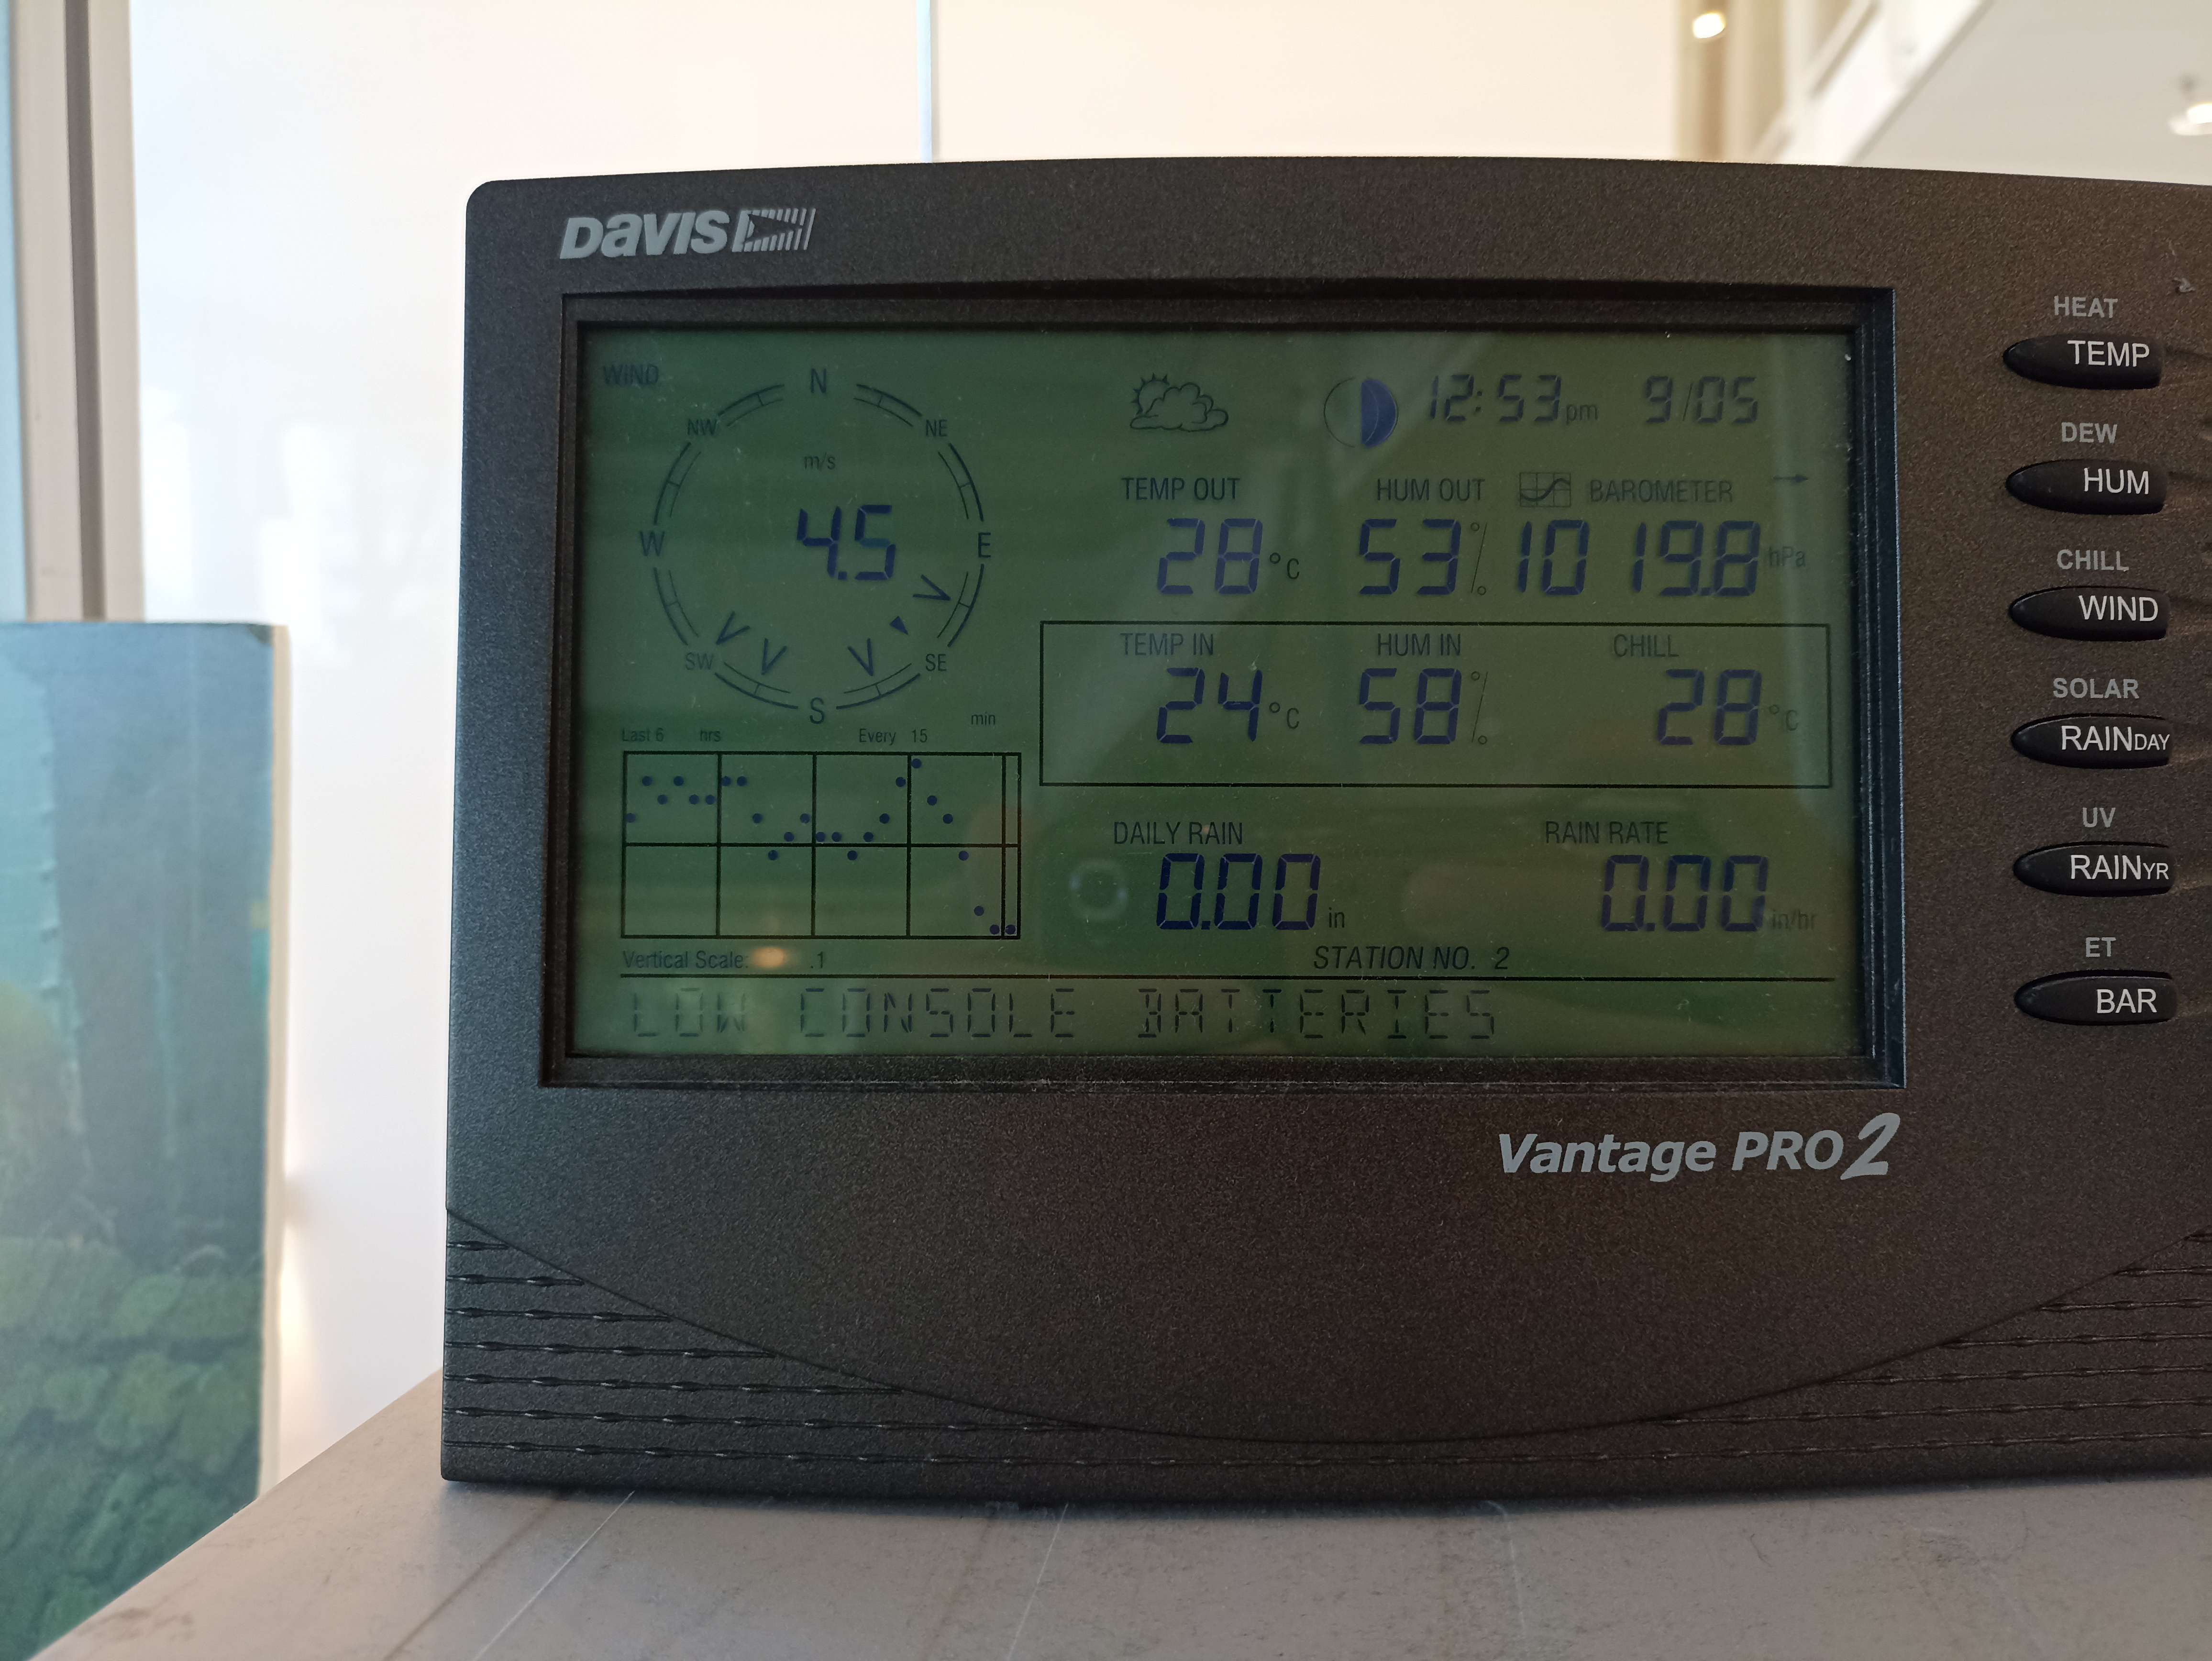 DAVIS
WIND
N
NW NE
m/s
4.5
W E
SW SE
S
12:53 pm 9/05
TEMP OUT HUM OUT BAROMETER
28 °C 53 % 1019.8 hPa
TEMP IN HUM IN CHILL
24 °C 58 % 28 °C
min
Last 6 hrs Every 15
DAILY RAIN RAIN RATE
0.00 in 0.00 in/hr
Vertical Scale: .1
STATION NO. 2
LOW CONSOLE BATTERIES
Vantage PRO2
HEAT
TEMP
DEW
HUM
CHILL
WIND
SOLAR
RAINDAY
UV
RAINYR
ET
BAR